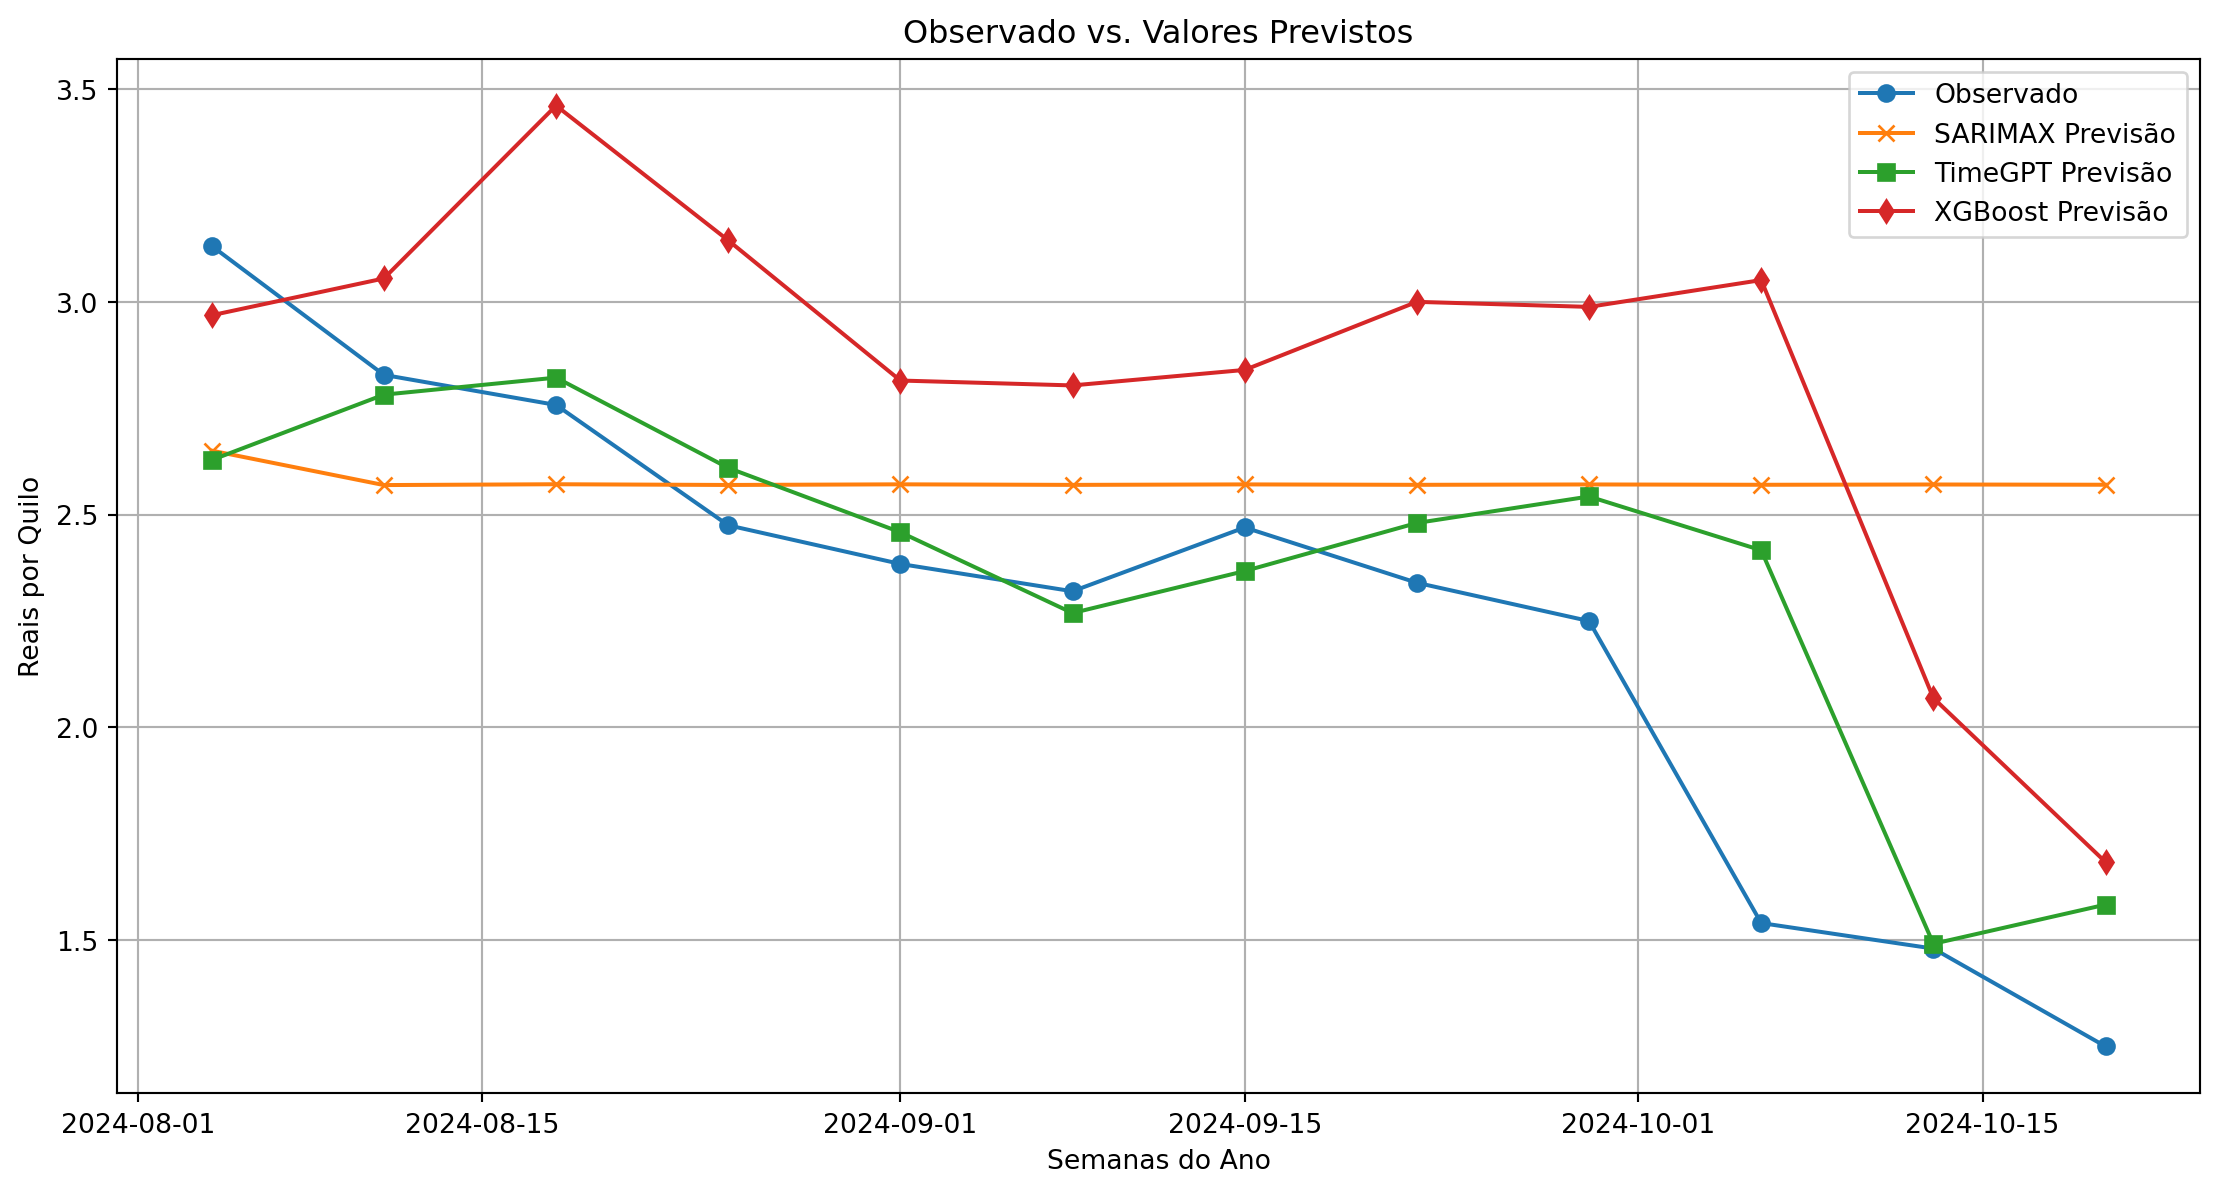 Observado vs. Valores Previstos
Observado
SARIMAX Previsão
TimeGPT Previsão
XGBoost Previsão
Reais por Quilo
3.5
3.0
2.5
2.0
1.5
2024-08-01 2024-08-15 2024-09-01 2024-09-15 2024-10-01 2024-10-15
Semanas do Ano